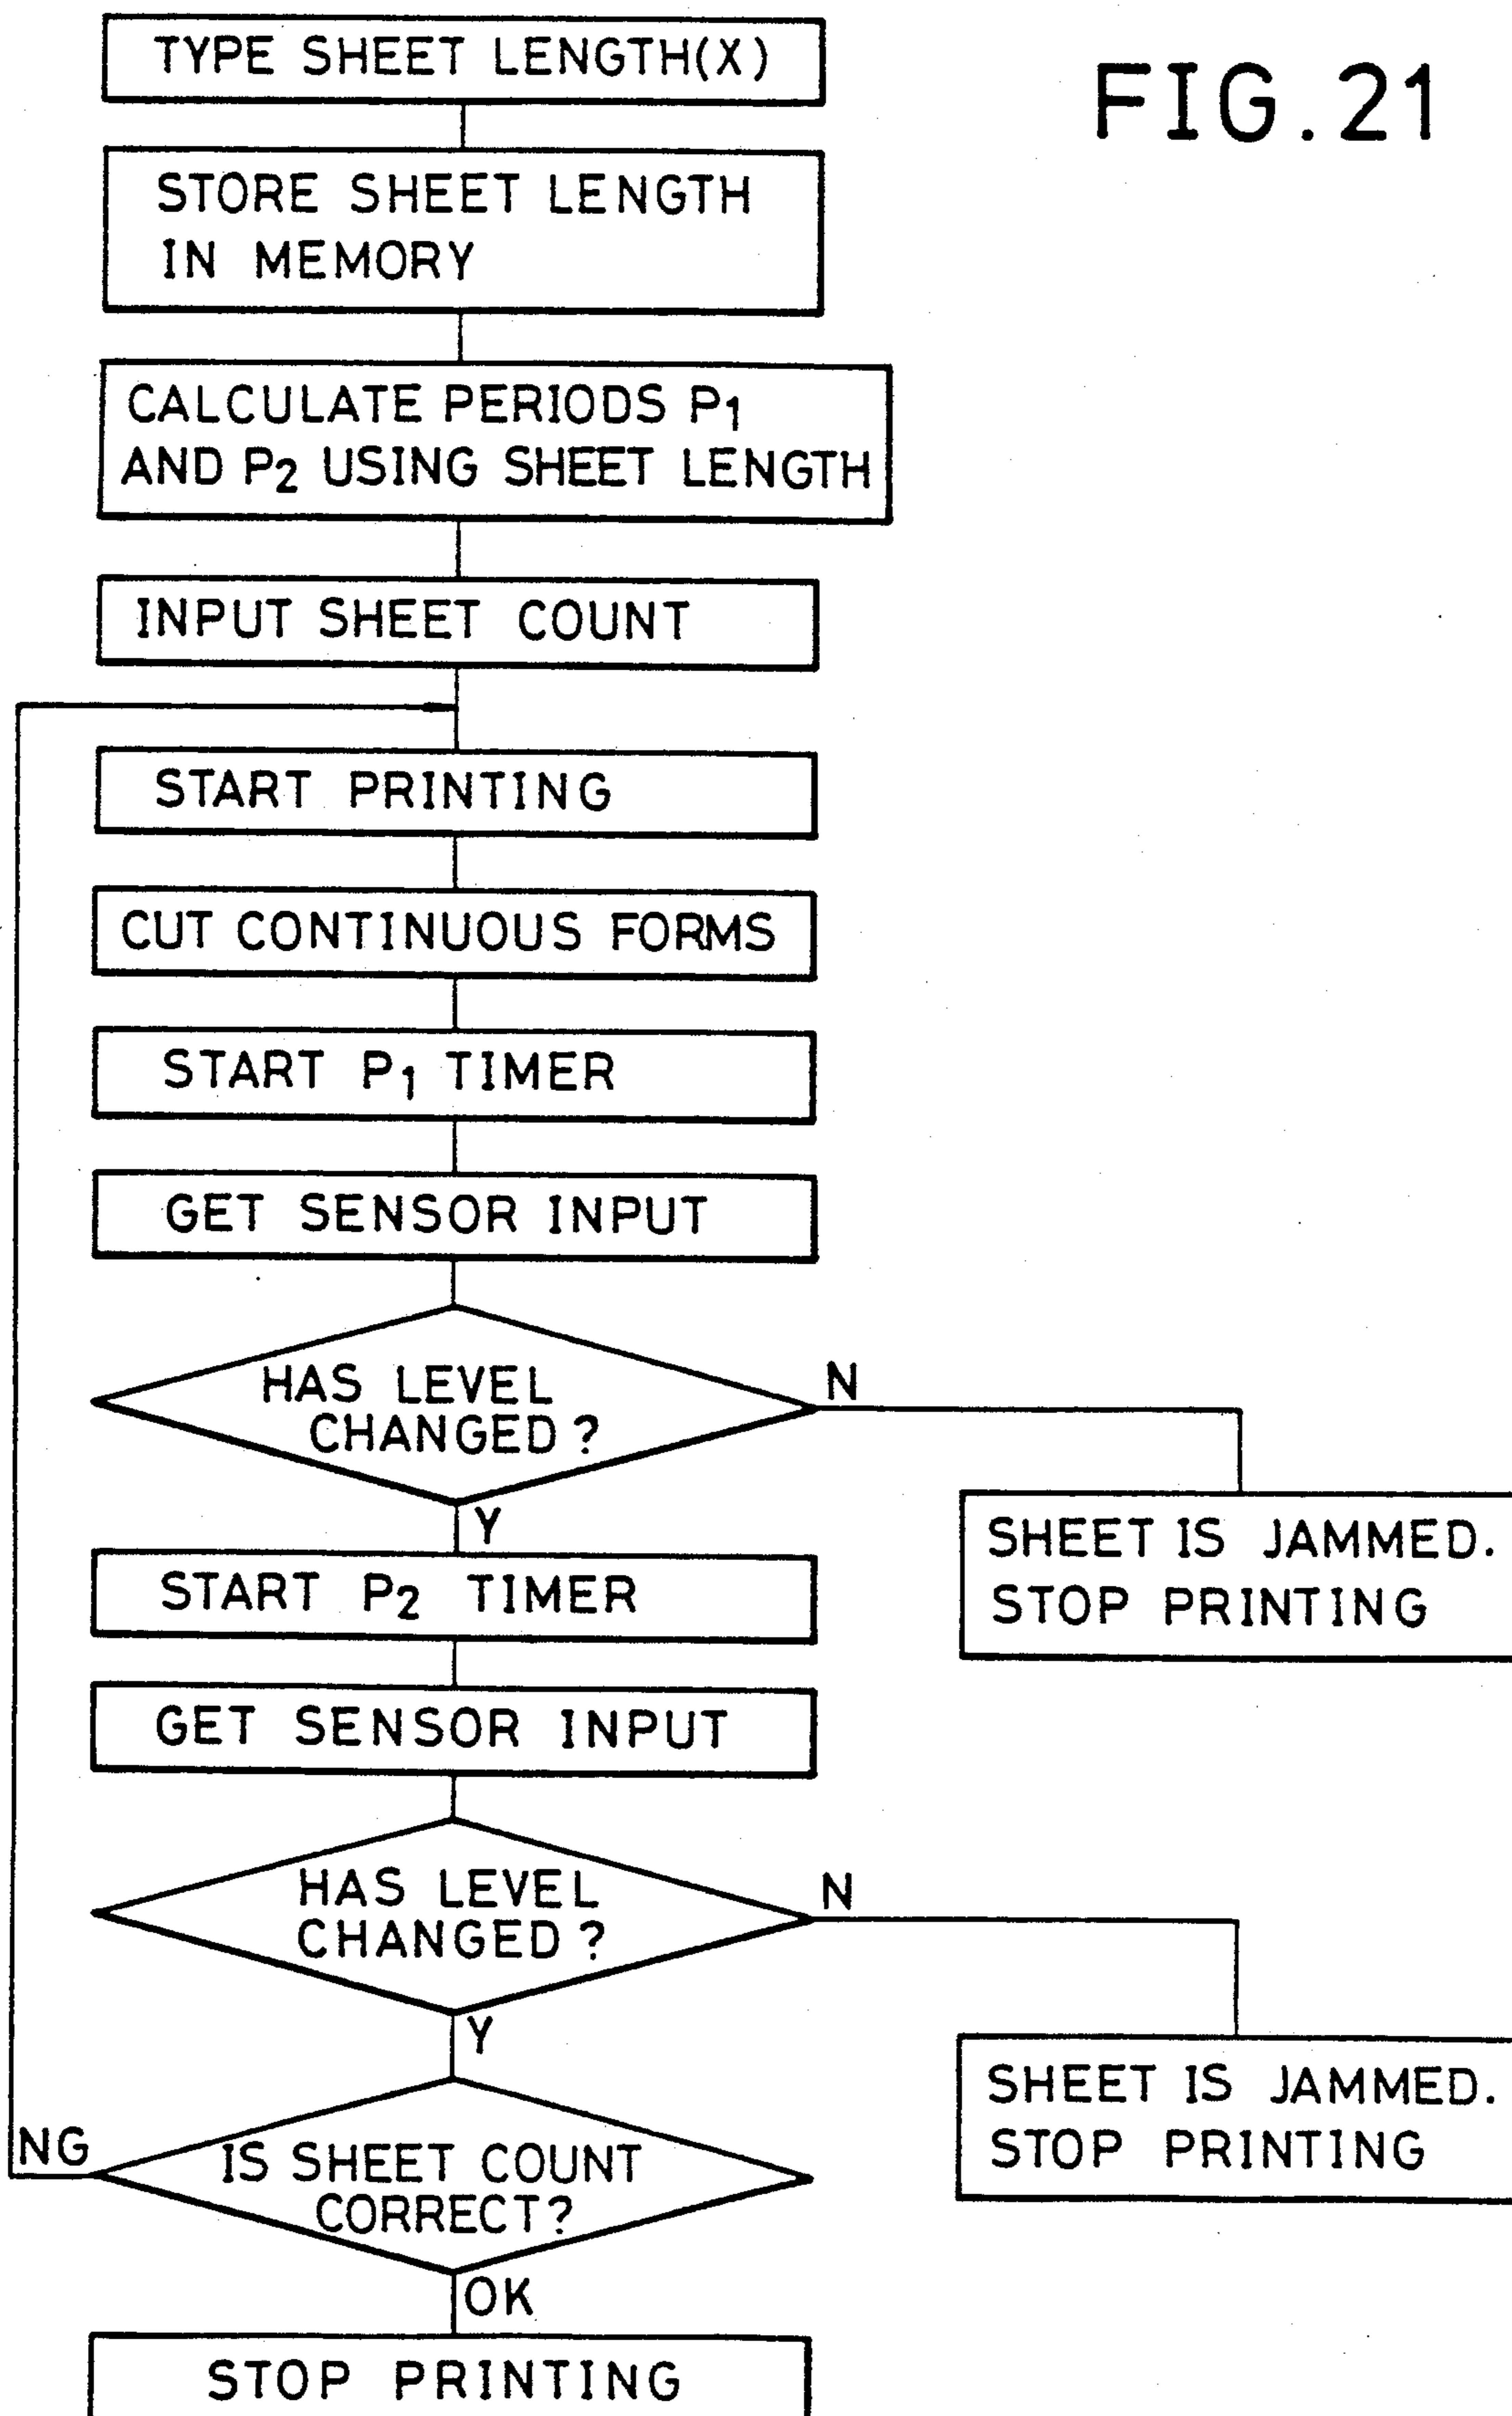 FIG. 21
TYPE SHEET LENGTH(X)
STORE SHEET LENGTH
IN MEMORY
CALCULATE PERIODS P1
AND P2 USING SHEET LENGTH
INPUT SHEET COUNT
START PRINTING
CUT CONTINUOUS FORMS
START P1 TIMER
GET SENSOR INPUT
HAS LEVEL
CHANGED?
N
SHEET IS JAMMED.
STOP PRINTING
Y
START P2 TIMER
GET SENSOR INPUT
HAS LEVEL
CHANGED?
N
SHEET IS JAMMED.
STOP PRINTING
Y
NG
IS SHEET COUNT
CORRECT?
OK
STOP PRINTING